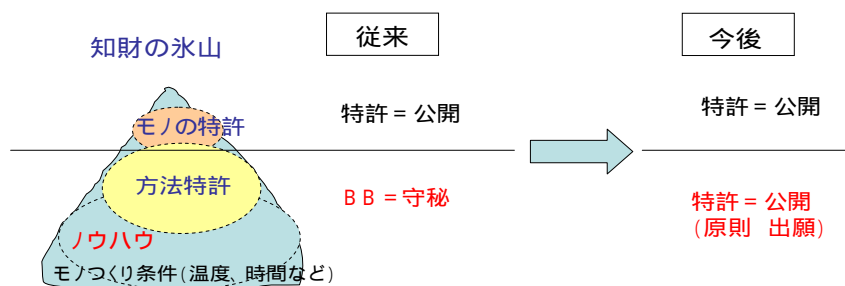 知財の氷山
従来
今後
モノの特許
特許=公開
特許=公開
方法特許
BB=守秘
特許=公開
(原則 出願)
ノウハウ
モノつくり条件(温度、時間など)